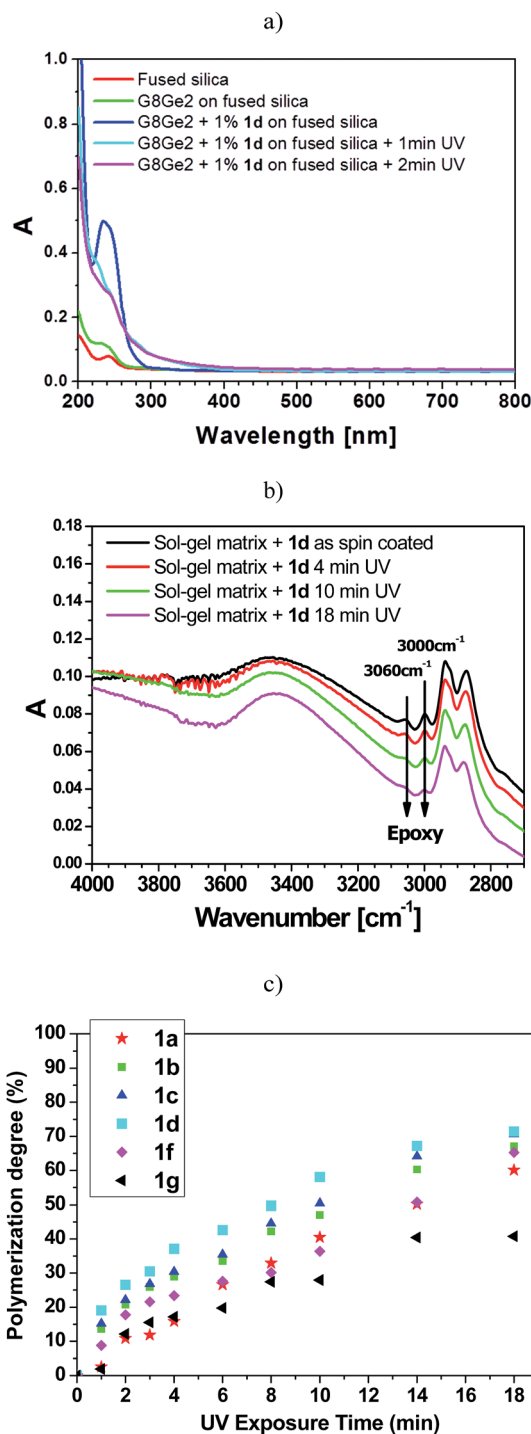 a)
1.0
0.8
0.6
0.4
0.2
0.0
A
Fused silica
G8Ge2 on fused silica
G8Ge2 + 1% 1d on fused silica
G8Ge2 + 1% 1d on fused silica + 1min UV
G8Ge2 + 1% 1d on fused silica + 2min UV
200 300 400 500 600 700 800
Wavelength [nm]
b)
0.18
0.16
0.14
0.12
0.10
0.08
0.06
0.04
0.02
0.00
A
Sol-gel matrix + 1d as spin coated
Sol-gel matrix + 1d 4 min UV
Sol-gel matrix + 1d 10 min UV
Sol-gel matrix + 1d 18 min UV
3000cm-1
3060cm-1
Epoxy
4000 3600 3400 3200 3000 2800
Wavenumber [cm-1]
c)
100
90
80
70
60
50
40
30
20
10
0
Polymerization degree (%)
1a
1b
1c
1d
1f
1g
0 2 4 6 8 10 12 14 16 18
UV Exposure Time (min)